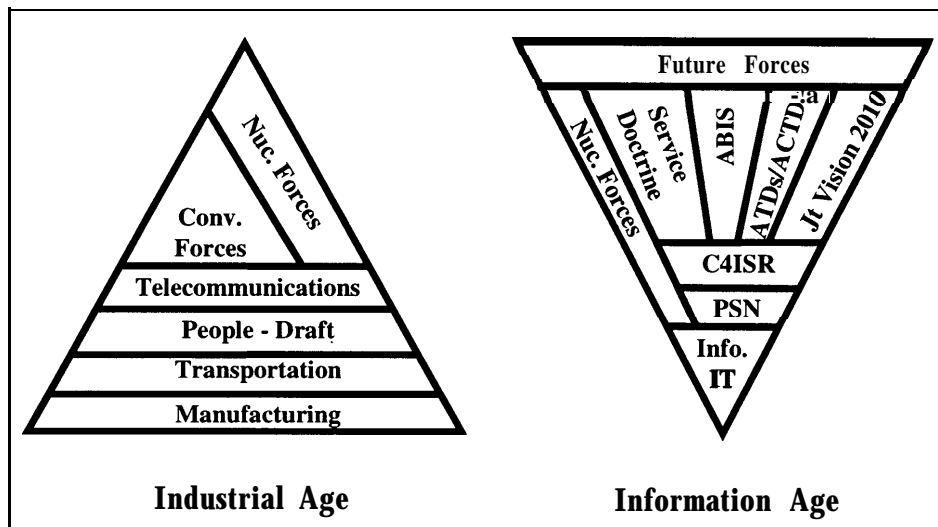 Nuc. Forces
Conv.
Forces
Telecommunications
People - Draft
Transportation
Manufacturing
Industrial Age
Future Forces
Nuc. Forces
Service
Doctrine
ABIS
ATDs/ACTDs
Jt Vision 2010
C4ISR
PSN
Info.
IT
Information Age